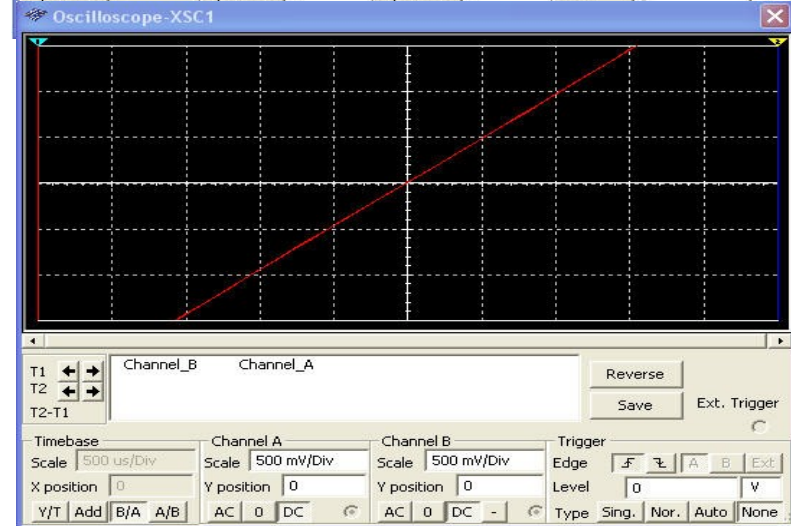 Oscilloscope-XSC1
1 2
T1
T2
T2-T1
Channel_B Channel_A
Reverse
Save
Ext. Trigger
Timebase
Scale 500 us/Div
X position 0
Y/T Add B/A A/B
Channel A
Scale 500 mV/Div
Y position 0
AC 0 DC
Channel B
Scale 500 mV/Div
Y position 0
AC 0 DC -
Trigger
Edge A B Ext
Level 0 V
Type Sing. Nor. Auto None